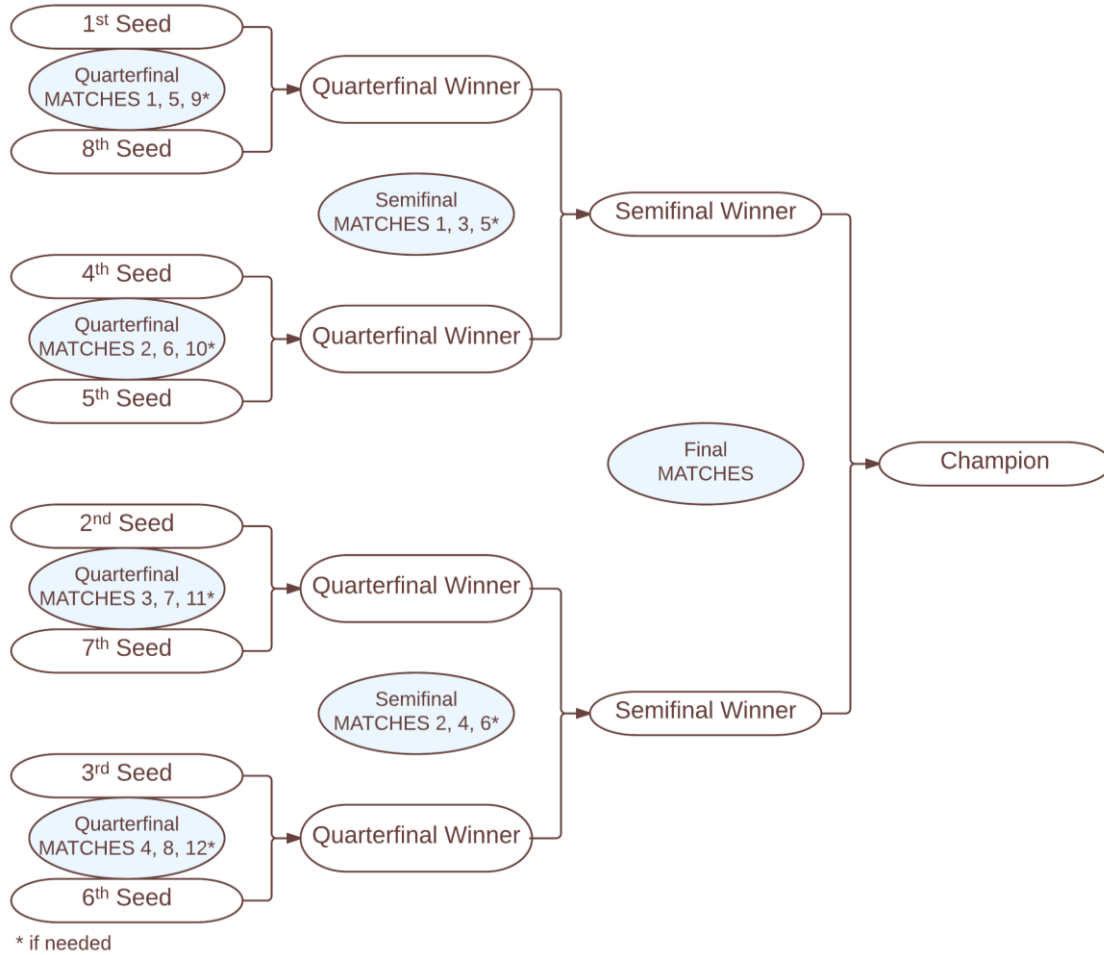 1st Seed
Quarterfinal
MATCHES 1, 5, 9*
8th Seed
Quarterfinal Winner
Semifinal
MATCHES 1, 3, 5*
4th Seed
Quarterfinal
MATCHES 2, 6, 10*
5th Seed
Quarterfinal Winner
Semifinal Winner
2nd Seed
Quarterfinal
MATCHES 3, 7, 11*
7th Seed
Quarterfinal Winner
Semifinal
MATCHES 2, 4, 6*
3rd Seed
Quarterfinal
MATCHES 4, 8, 12*
6th Seed
Quarterfinal Winner
Semifinal Winner
Final
MATCHES
Champion
* if needed